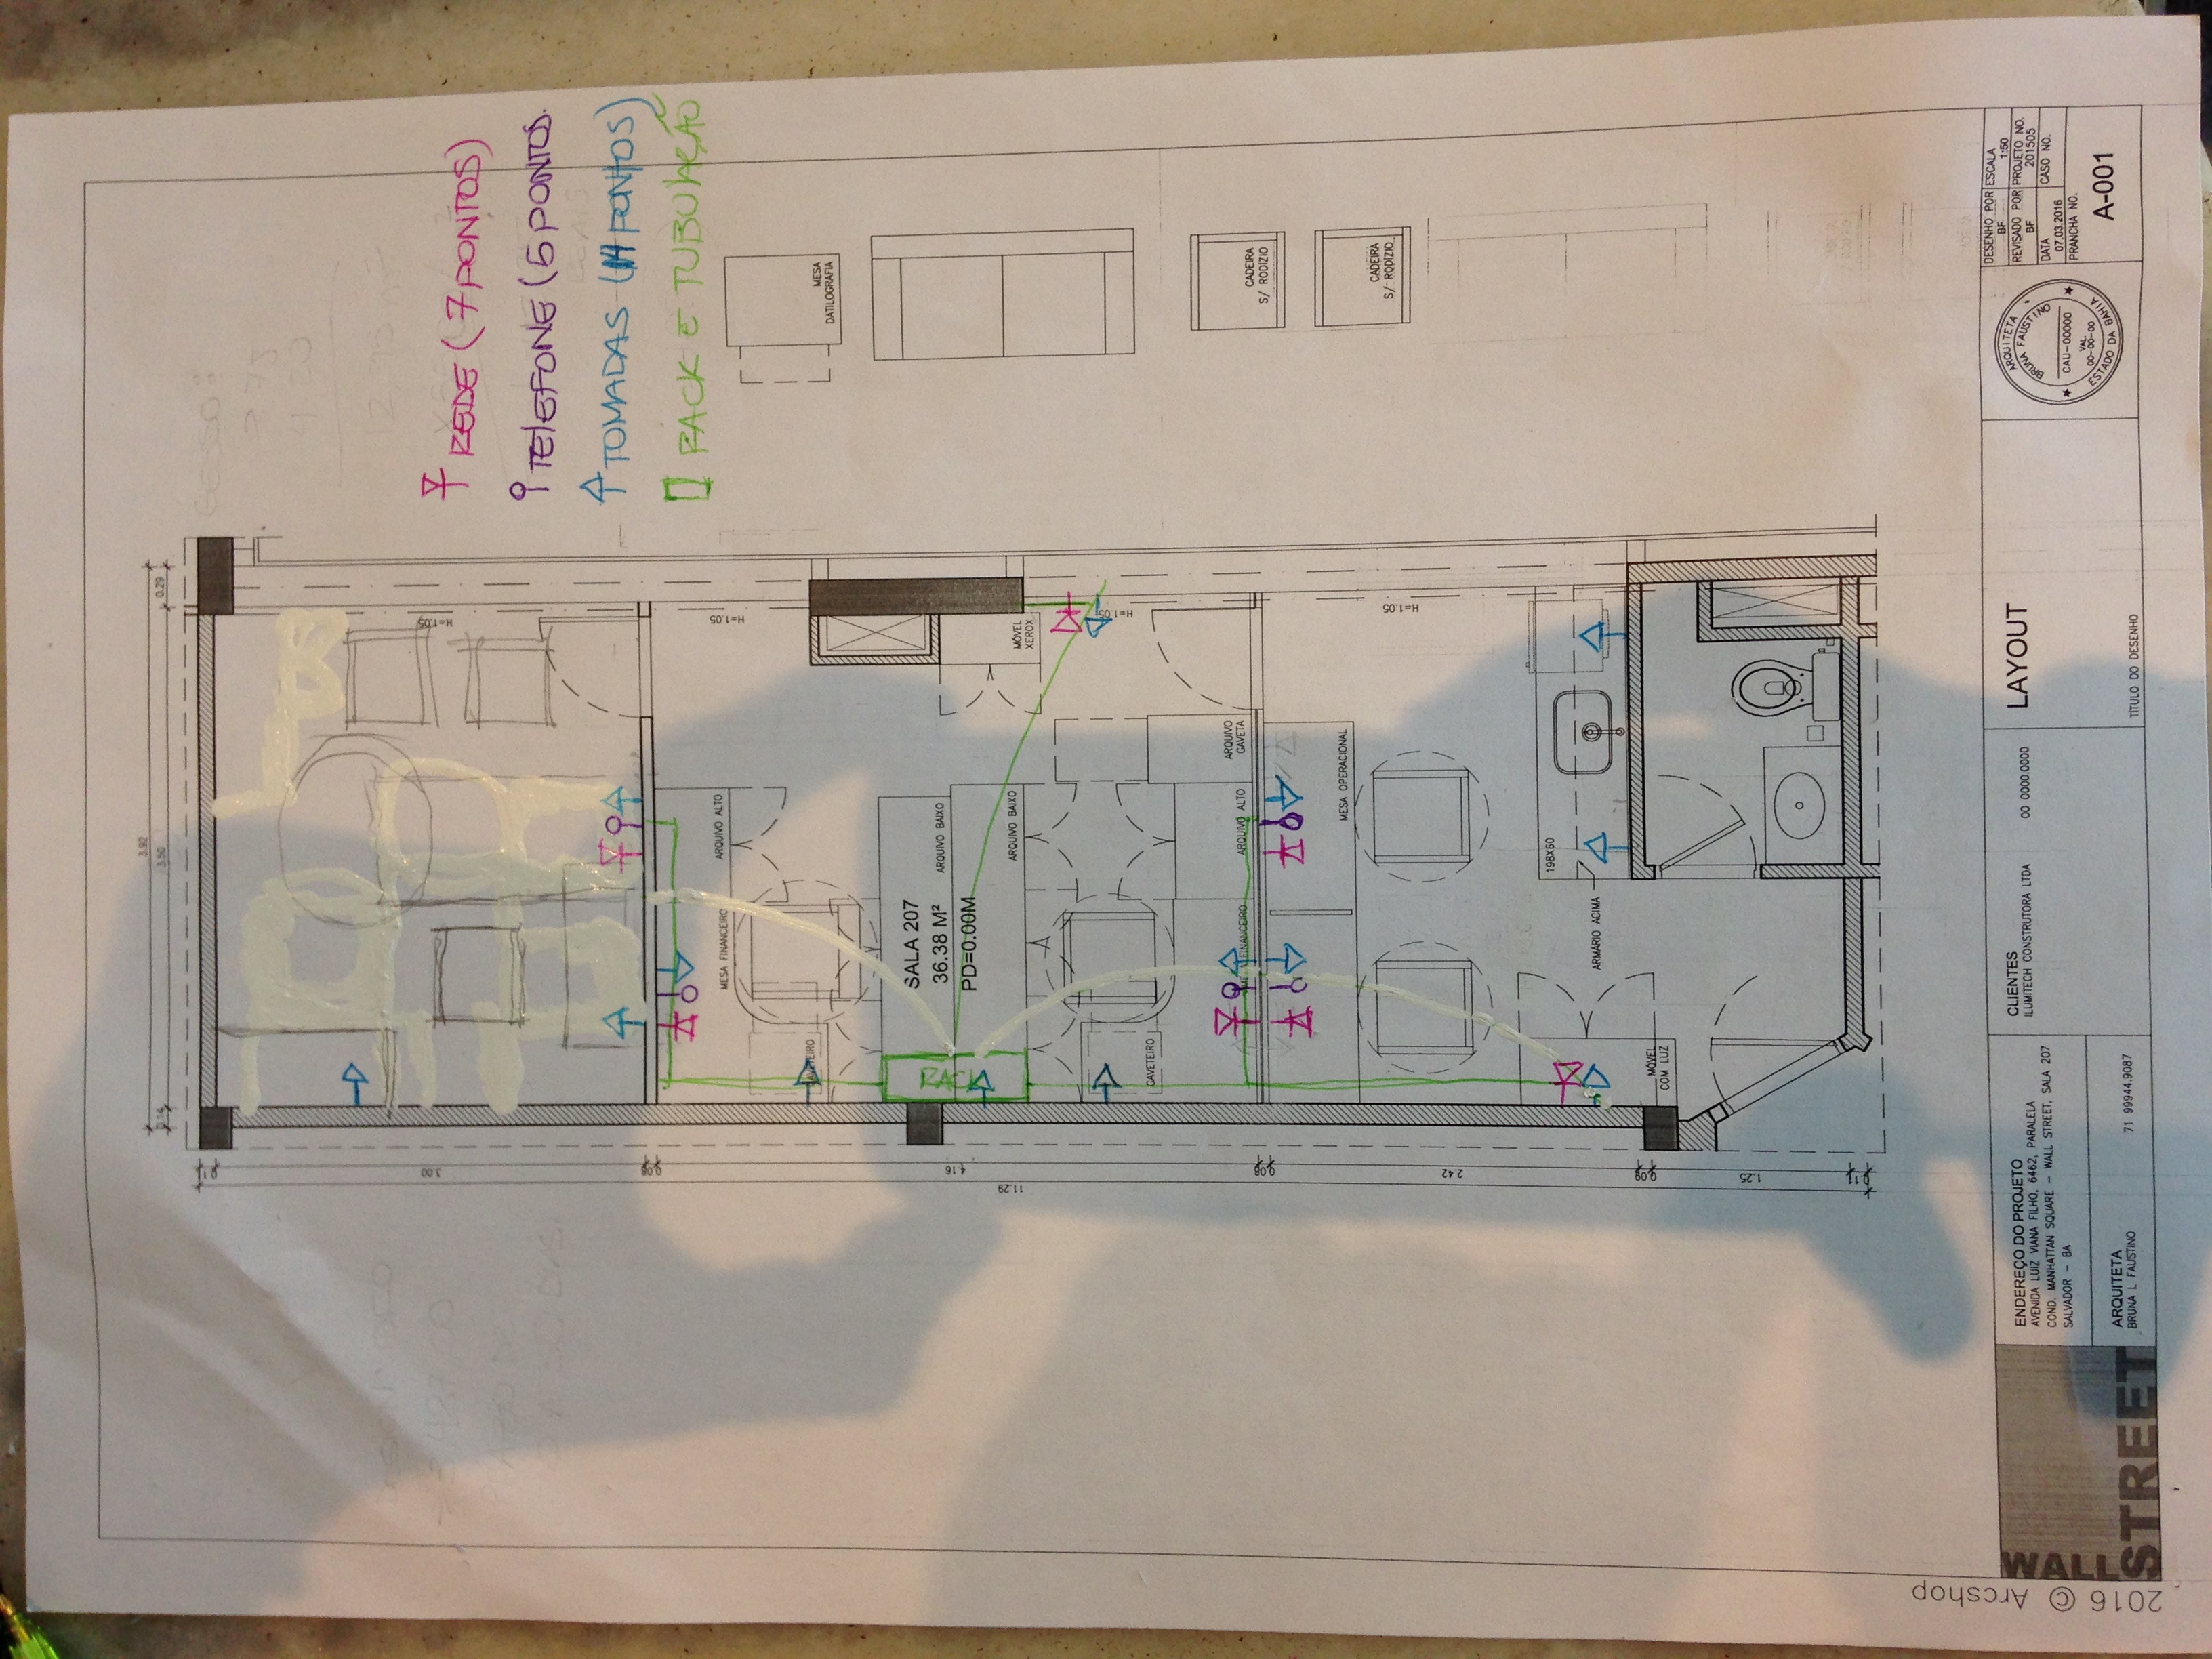 3.92
0.14
3.50
0.29
0.11
3.00
H=1.05
REDE (7 PONTOS)
TELEFONE (5 PONTOS.
TOMADAS (14 PONTOS)
RACK E TUBULAÇÃO
0.08
MESA FINANCEIRO
ARQUIVO ALTO
H=1.05
GAVETEIRO
MESA
DATILOGRAFIA
RACK
SALA 207
36.38 M²
ARQUIVO BAIXO
PD=0.00M
4.16
11.29
ARQUIVO BAIXO
MÓVEL
XEROX
H=1.05
GAVETEIRO
ARQUIVO
GAVETA
FINANCEIRO
ARQUIVO ALTO
CADEIRA
S/ RODÍZIO
0.08
MESA OPERACIONAL
CADEIRA
S/ RODÍZIO
H=1.05
2.42
198X60
ARMÁRIO ACIMA
0.09
MÓVEL
COM LUZ
1.25
0.11
2016 © Arcshop
WALL
STREET
ENDEREÇO DO PROJETO
AVENIDA LUIZ VIANA FILHO, 6462, PARALELA
COND. MANHATTAN SQUARE – WALL STREET, SALA 207
SALVADOR – BA
ARQUITETA
BRUNA L FAUSTINO
71 99944.9087
CLIENTES
ILUMITECH CONSTRUTORA LTDA
00 0000.0000
LAYOUT
TÍTULO DO DESENHO
ARQUITETA
BRUNA FAUSTINO
CAU–00000
VAL.
00–00–00
ESTADO DA BAHIA
DESENHO POR
BF
ESCALA
1:50
REVISADO POR
BF
PROJETO NO.
201505
DATA
07.03.2016
CASO NO.
PRANCHA NO.
A-001